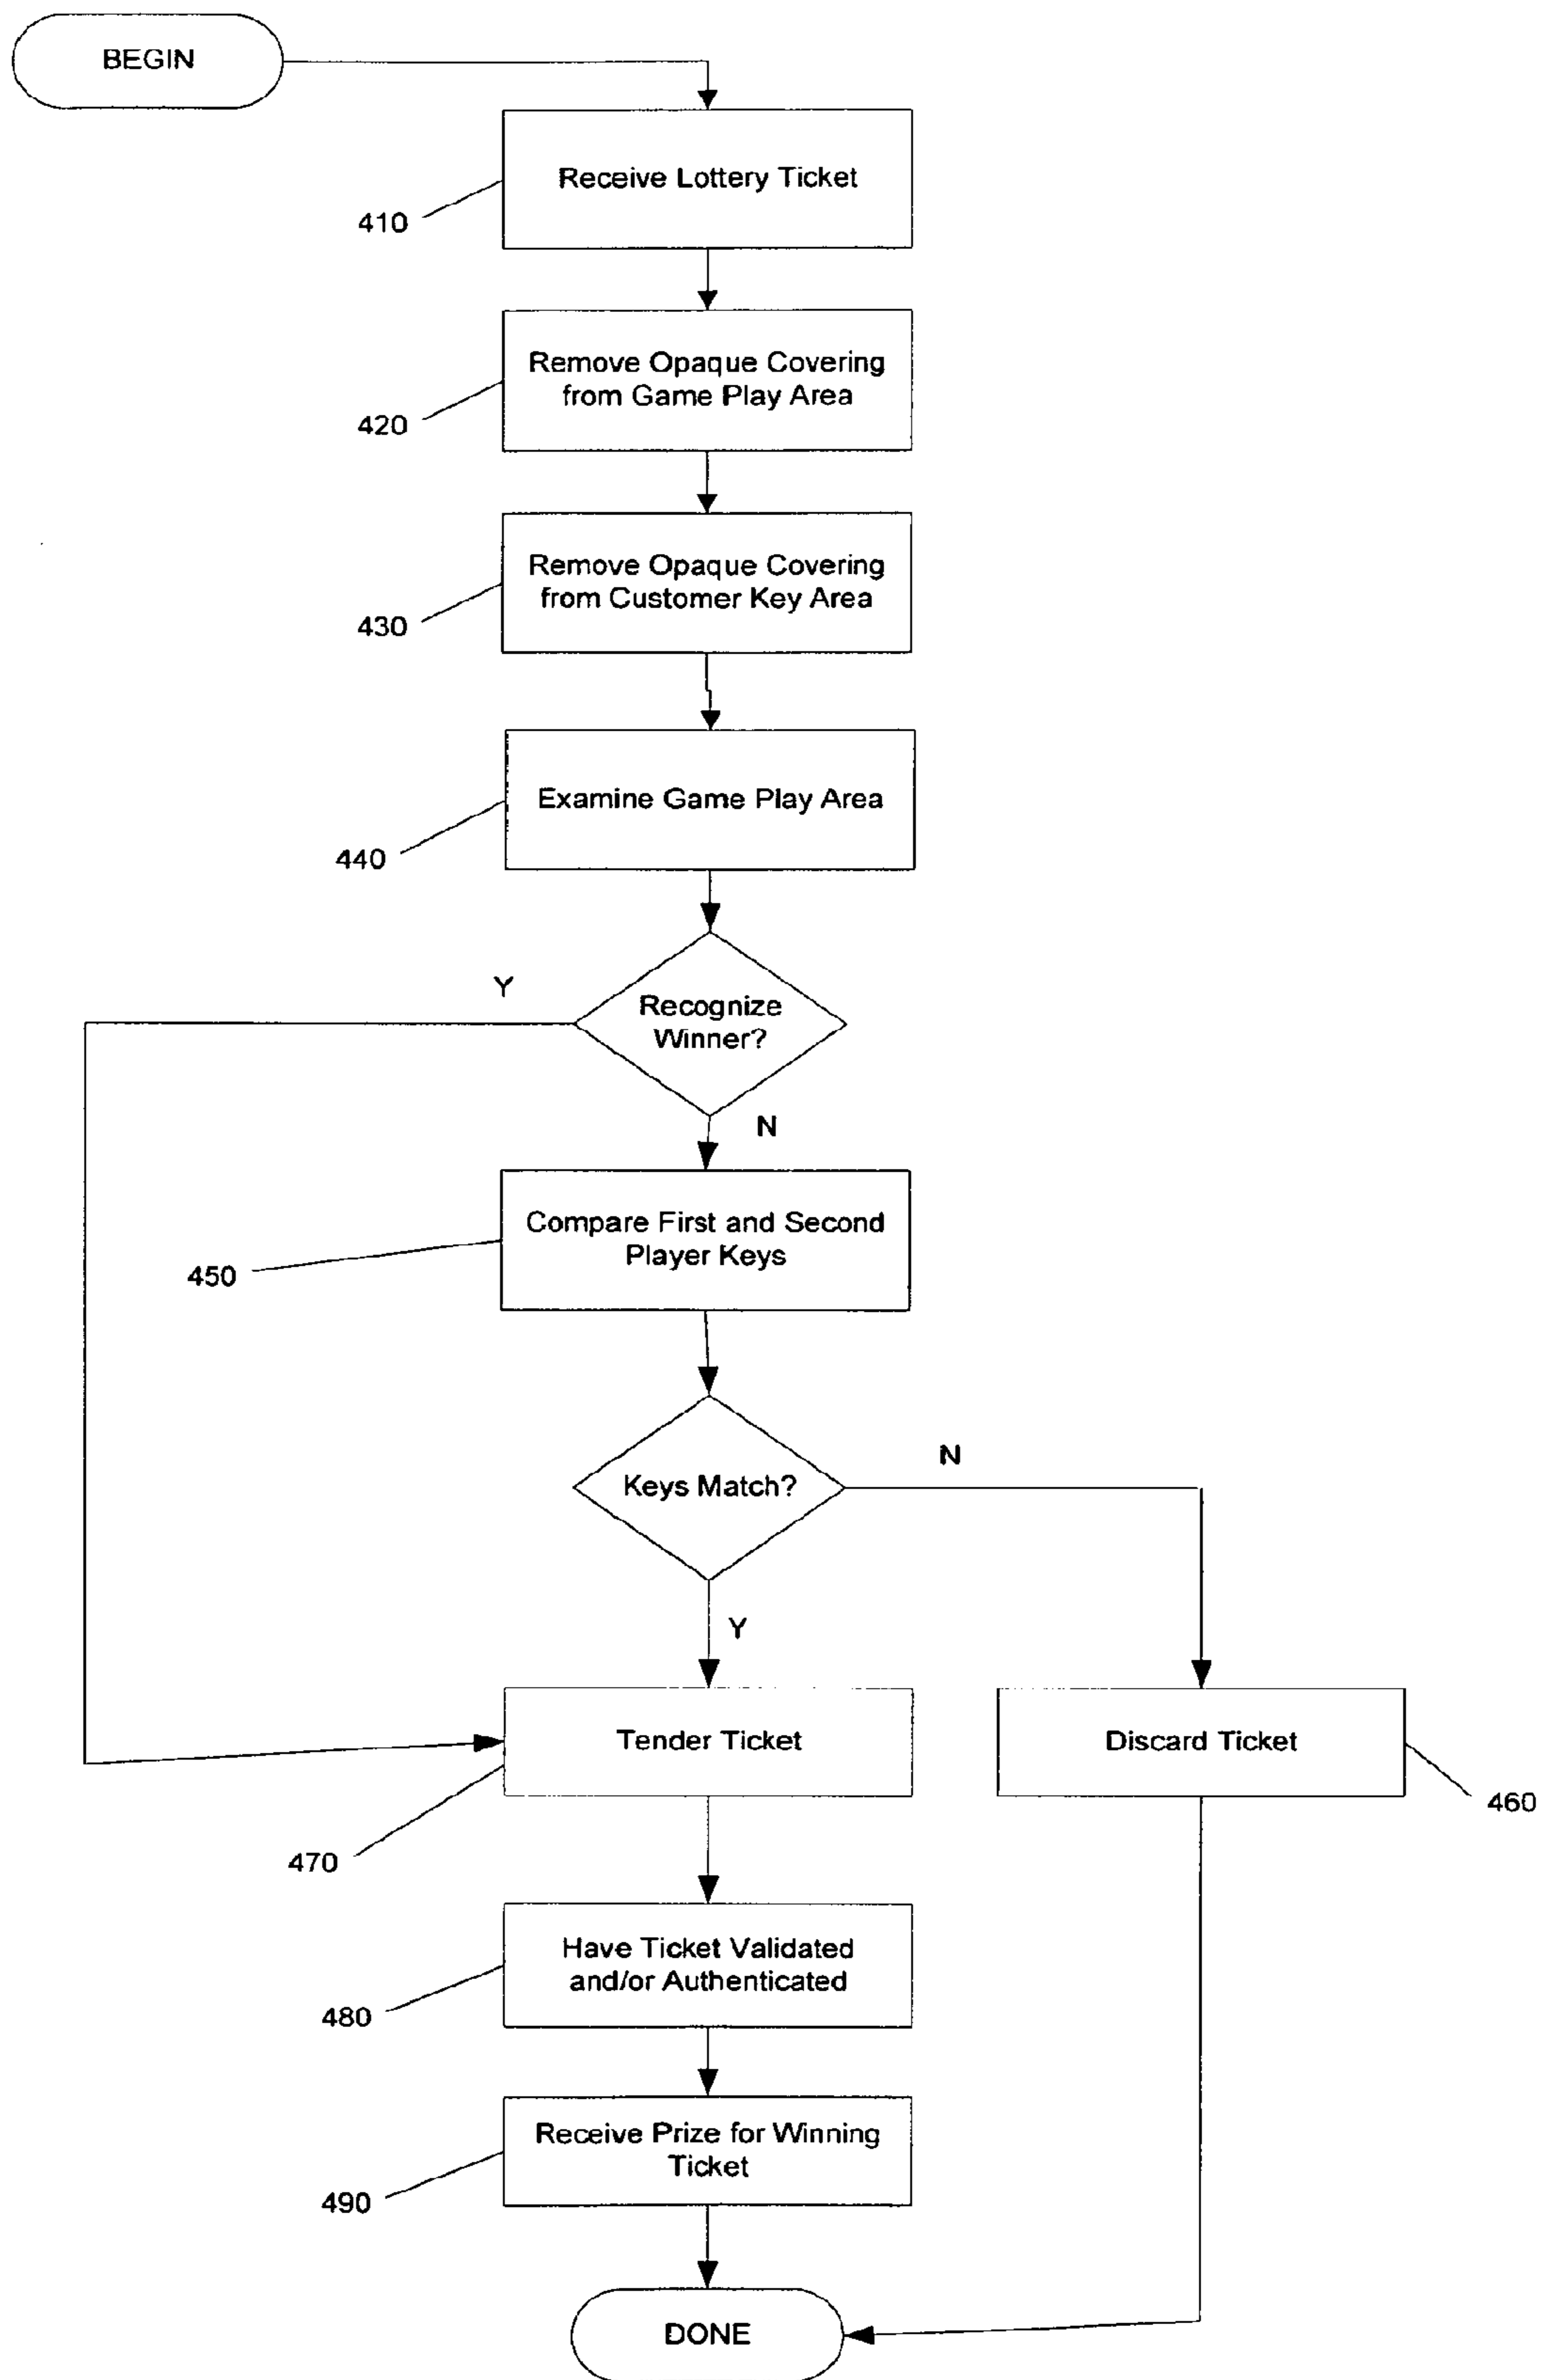 BEGIN
Receive Lottery Ticket
410
Remove Opaque Covering
from Game Play Area
420
Remove Opaque Covering
from Customer Key Area
430
Examine Game Play Area
440
Y
Recognize
Winner?
N
Compare First and Second
Player Keys
450
N
Keys Match?
Y
Tender Ticket
Discard Ticket
460
470
Have Ticket Validated
and/or Authenticated
480
Receive Prize for Winning
Ticket
490
DONE